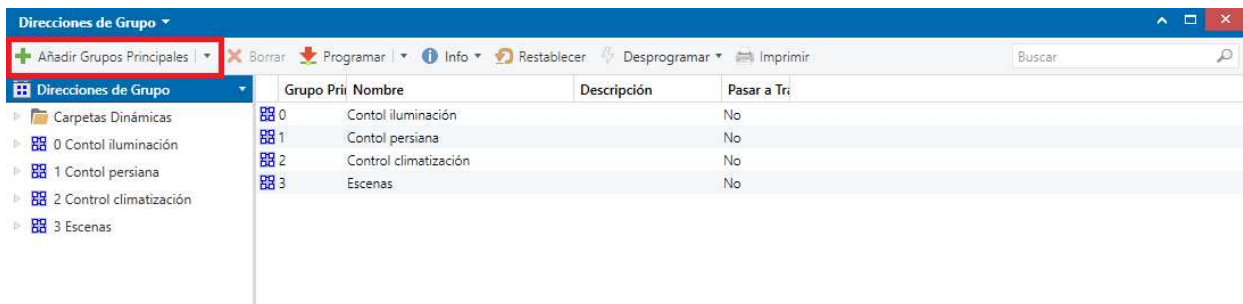 Direcciones de Grupo
Añadir Grupos Principales Borrar Programar Info Restablecer Desprogramar Imprimir Buscar
Direcciones de Grupo Grupo Pri Nombre Descripción Pasar a Tra
Carpetas Dinámicas 0 Contol iluminación No
0 Contol iluminación 1 Contol persiana No
1 Contol persiana 2 Control climatización No
2 Control climatización 3 Escenas No
3 Escenas